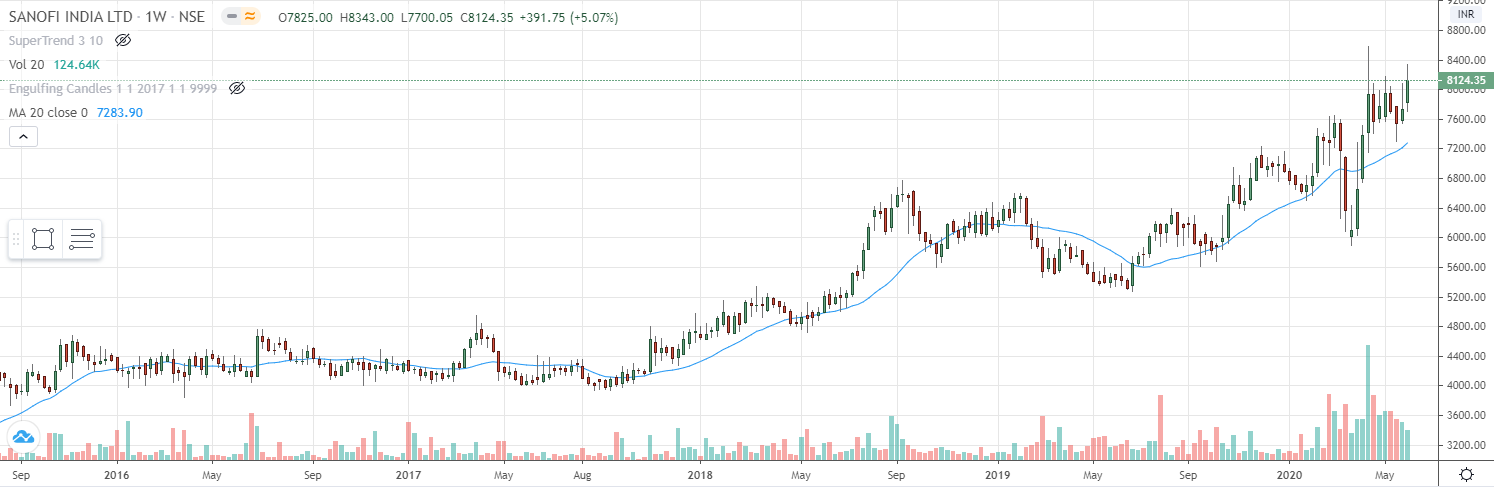 SANOFI INDIA LTD · 1W · NSE O7825.00 H8343.00 L7700.05 C8124.35 +391.75 (+5.07%)
SuperTrend 3 10
Vol 20 124.64K
Engulfing Candles 1 1 2017 1 1 9999
MA 20 close 0 7283.90
9200.00
INR
8800.00
8400.00
8124.35
8000.00
7600.00
7200.00
6800.00
6400.00
6000.00
5600.00
5200.00
4800.00
4400.00
4000.00
3600.00
3200.00
Sep 2016 May Sep 2017 May Aug 2018 May Sep 2019 May Sep 2020 May